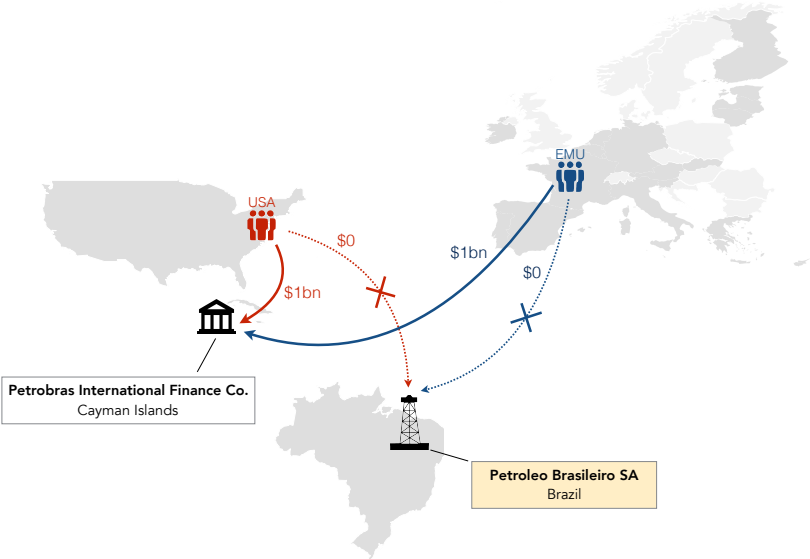 EMU
USA
$0
$1bn
$0
$1bn
Petrobras International Finance Co.
Cayman Islands
Petroleo Brasileiro SA
Brazil